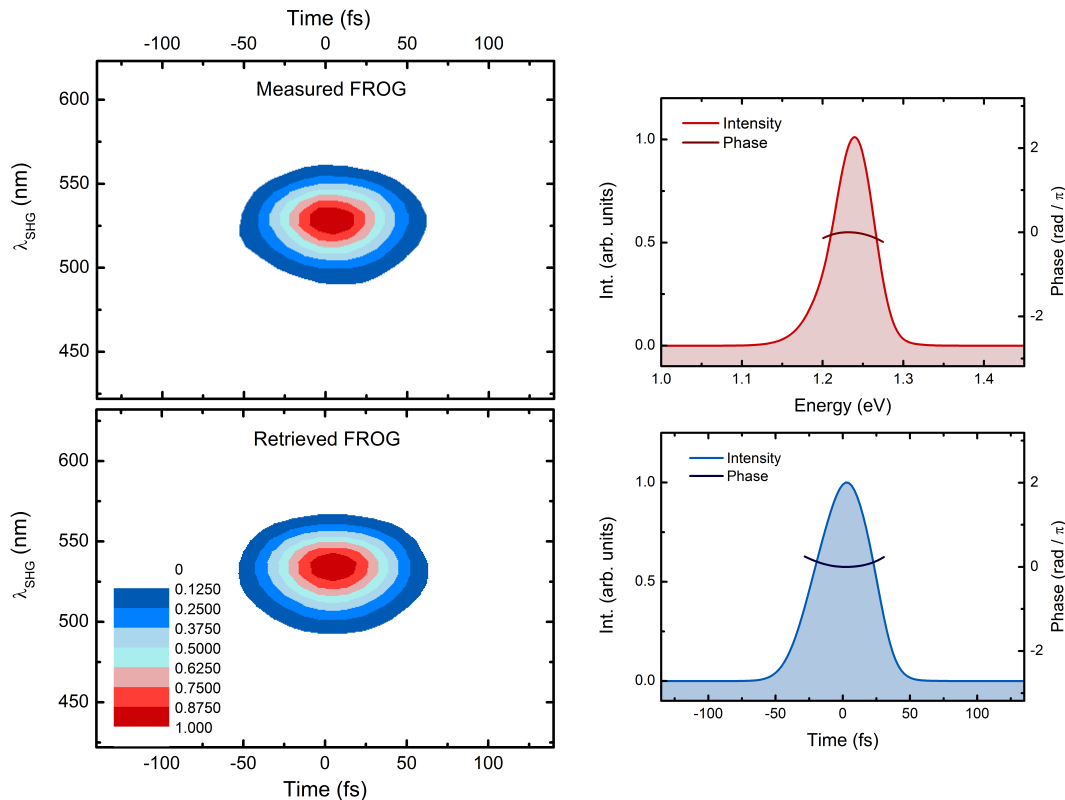 Time (fs)
-100 -50 0 50 100
Measured FROG
600
550
500
450
λSHG (nm)
Retrieved FROG
600
550
500
450
λSHG (nm)
0
0.1250
0.2500
0.3750
0.5000
0.6250
0.7500
0.8750
1.000
-100 -50 0 50 100
Time (fs)
Intensity
Phase
1.0
0.5
0.0
Int. (arb. units)
2
0
-2
Phase (rad / π)
1.0 1.1 1.2 1.3 1.4
Energy (eV)
Intensity
Phase
1.0
0.5
0.0
Int. (arb. units)
2
0
-2
Phase (rad / π)
-100 -50 0 50 100
Time (fs)